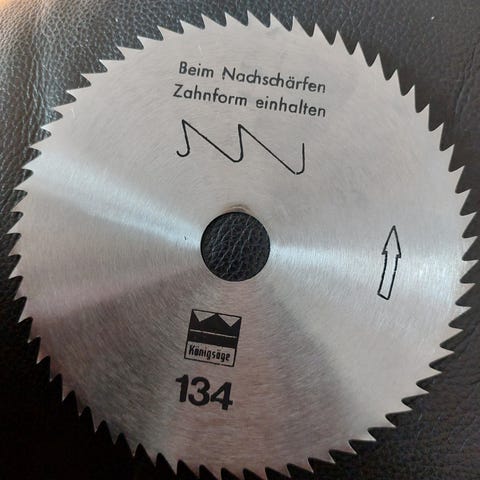 Beim Nachschärfen
Zahnform einhalten
Königsäge
134